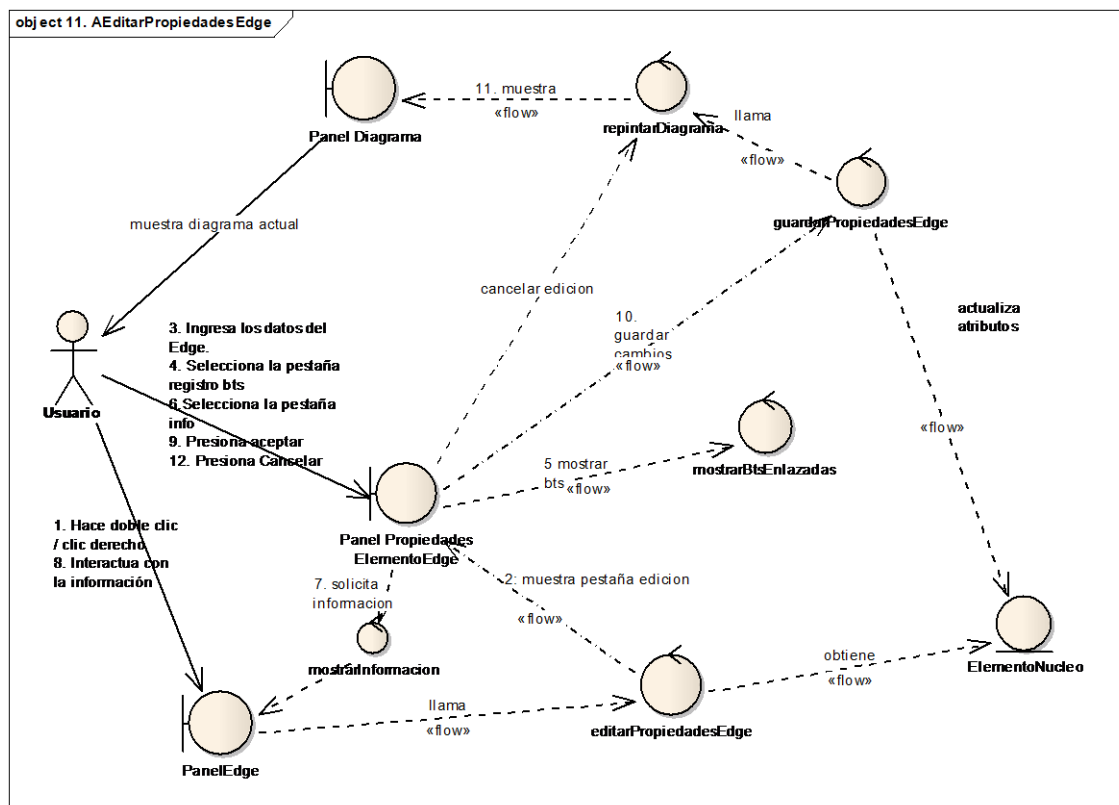 object 11. AEditarPropiedadesEdge
11. muestra
«flow»
Panel Diagrama
repintarDiagrama
llama
«flow»
guardarPropiedadesEdge
muestra diagrama actual
cancelar edicion
actualiza
atributos
3. Ingresa los datos del
Edge.
4. Selecciona la pestaña
registro bts
6. Selecciona la pestaña
info
9. Presiona aceptar
12. Presiona Cancelar
10.
guardar
cambios
«flow»
Usuario
«flow»
5 mostrar
bts
«flow»
mostrarBtsEnlazadas
Panel Propiedades
ElementoEdge
1. Hace doble clic
/ clic derecho
8. Interactua con
la información
7. solicita
informacion
2: muestra pestaña edicion
«flow»
mostrarInformacion
obtiene
«flow»
ElementoNucleo
llama
«flow»
editarPropiedadesEdge
PanelEdge